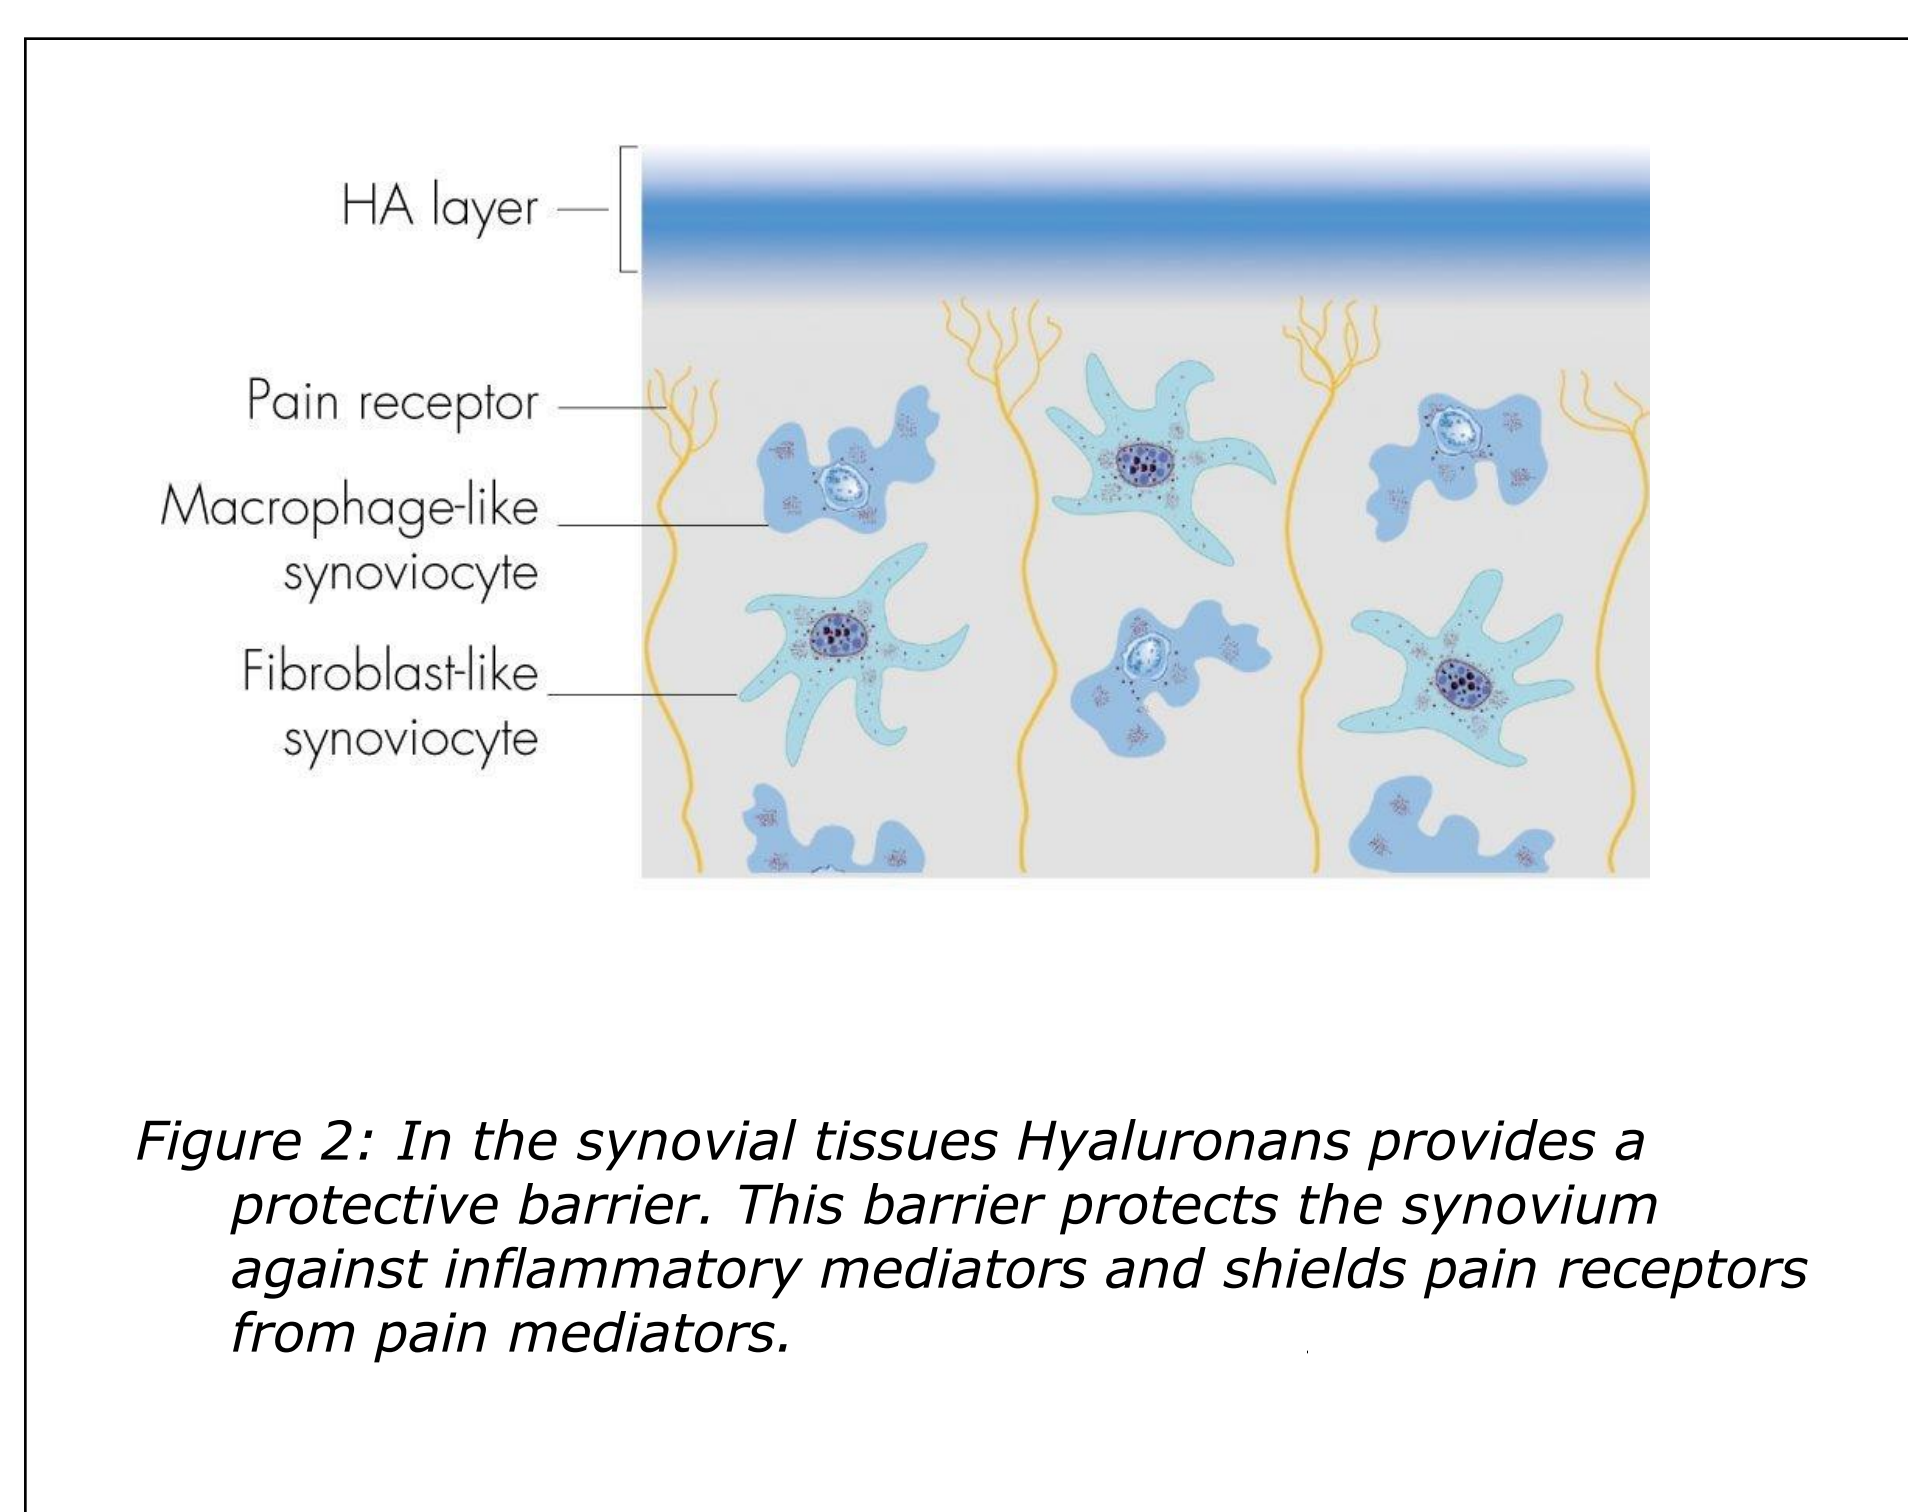 HA layer
Pain receptor
Macrophage-like
synoviocyte
Fibroblast-like
synoviocyte
Figure 2: In the synovial tissues Hyaluronans provides a
protective barrier. This barrier protects the synovium
against inflammatory mediators and shields pain receptors
from pain mediators.